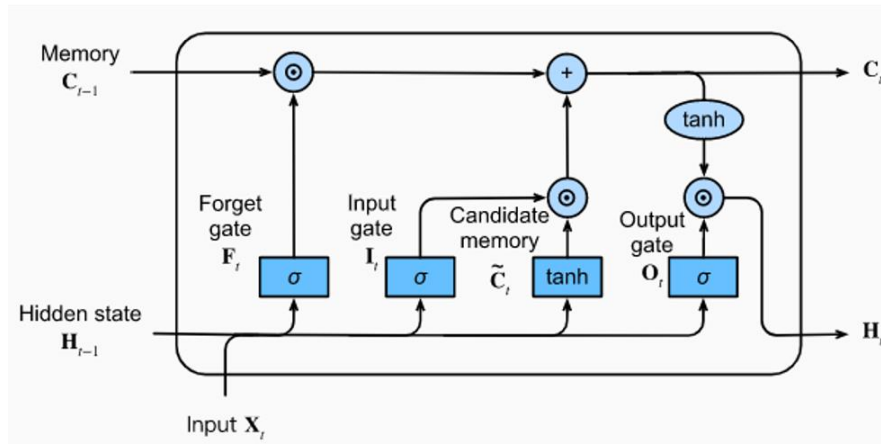 Memory
C_{t-1}
C_t
tanh
Forget
gate
F_t
Input
gate
I_t
Candidate
memory
C̃_t
Output
gate
O_t
σ
σ
tanh
σ
Hidden state
H_{t-1}
H_t
Input X_t